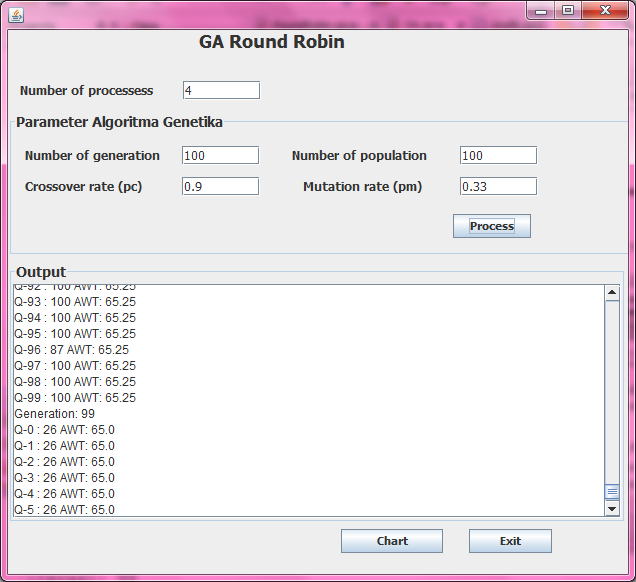 GA Round Robin
Number of processess 4
Parameter Algoritma Genetika
Number of generation 100 Number of population 100
Crossover rate (pc) 0.9 Mutation rate (pm) 0.33
Process
Output
Q-92 : 100 AWT: 65.25
Q-93 : 100 AWT: 65.25
Q-94 : 100 AWT: 65.25
Q-95 : 100 AWT: 65.25
Q-96 : 87 AWT: 65.25
Q-97 : 100 AWT: 65.25
Q-98 : 100 AWT: 65.25
Q-99 : 100 AWT: 65.25
Generation: 99
Q-0 : 26 AWT: 65.0
Q-1 : 26 AWT: 65.0
Q-2 : 26 AWT: 65.0
Q-3 : 26 AWT: 65.0
Q-4 : 26 AWT: 65.0
Q-5 : 26 AWT: 65.0
Chart Exit